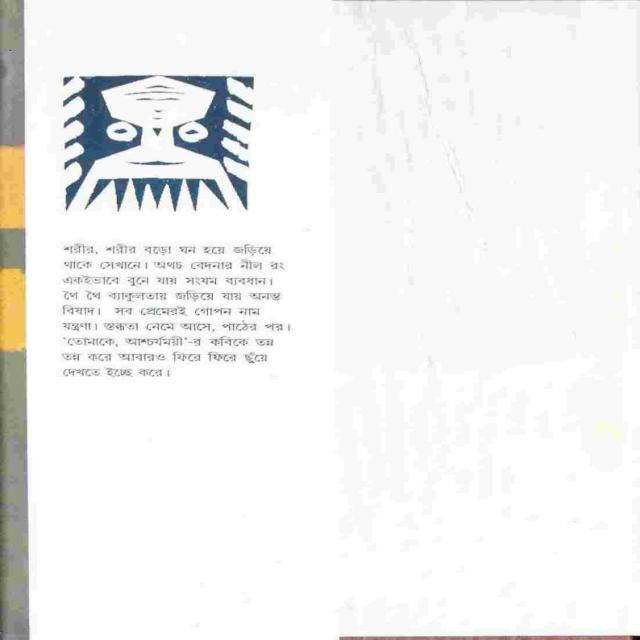 শরীর, শরীর বড়ো ঘন হয়ে জড়িয়ে
থাকে সেখানে। অথচ বেদনার নীল রং
একইভাবে বুনে যায় সংযম ব্যবধান।
থৈ থৈ ব্যাকুলতায় জড়িয়ে যায় অনন্ত
বিষাদ। সব প্রেমেরই গোপন নাম
যন্ত্রণা। স্তব্ধতা নেমে আসে, পাঠের পর।
'তোমাকে, আশ্চর্যময়ী'-র কবিকে তন্ন
তন্ন করে আবারও ফিরে ফিরে ছুঁয়ে
দেখতে ইচ্ছে করে।